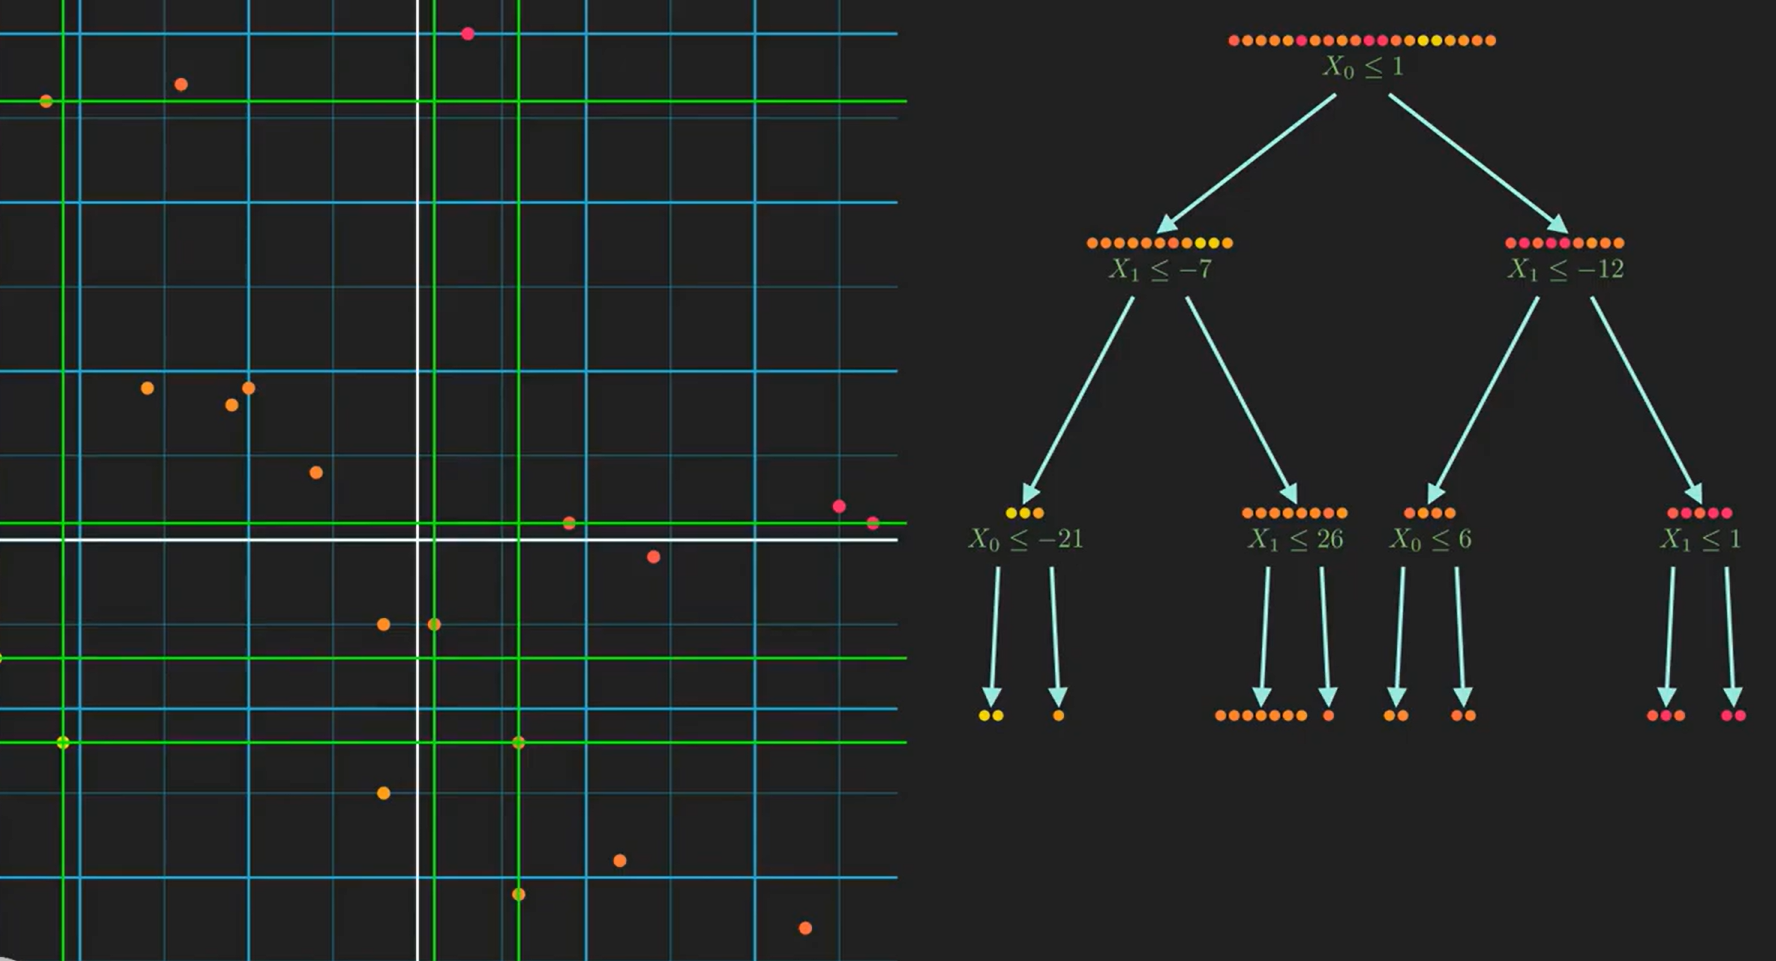 X₀ ≤ 1
X₁ ≤ −7
X₁ ≤ −12
X₀ ≤ −21
X₁ ≤ 26
X₀ ≤ 6
X₁ ≤ 1